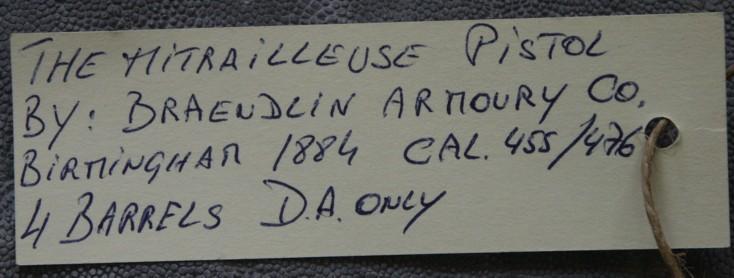 THE MITRAILLEUSE PISTOL
BY: BRAENDLIN ARMOURY CO.
BIRMINGHAM 1884 CAL. 455/476
4 BARRELS D.A. ONLY